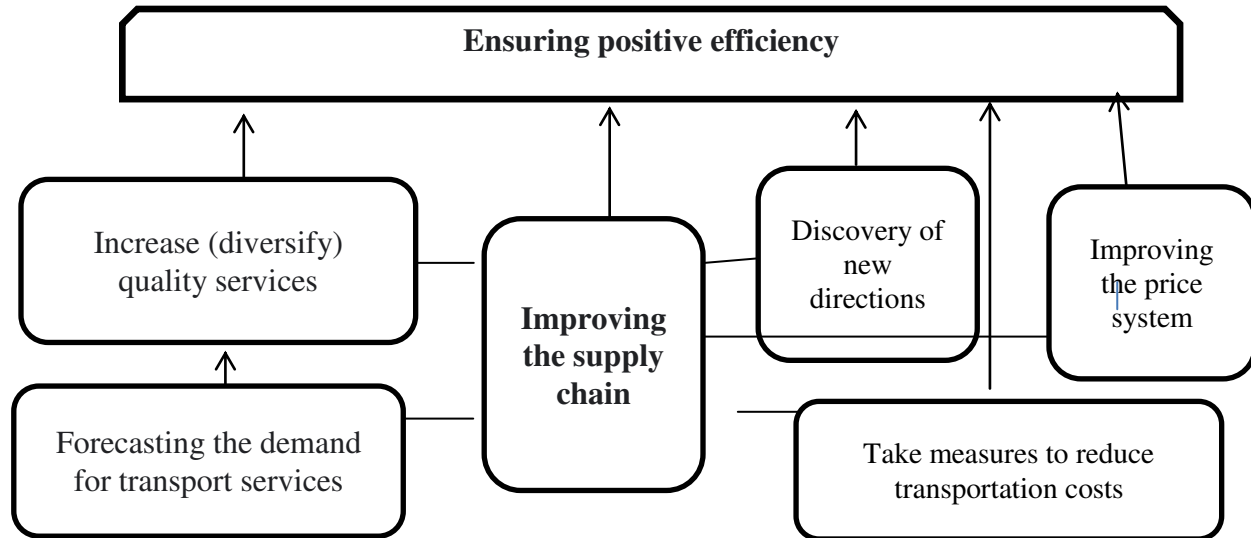 Ensuring positive efficiency
Increase (diversify)
quality services
Improving
the supply
chain
Discovery of
new
directions
Improving
the price
system
Forecasting the demand
for transport services
Take measures to reduce
transportation costs